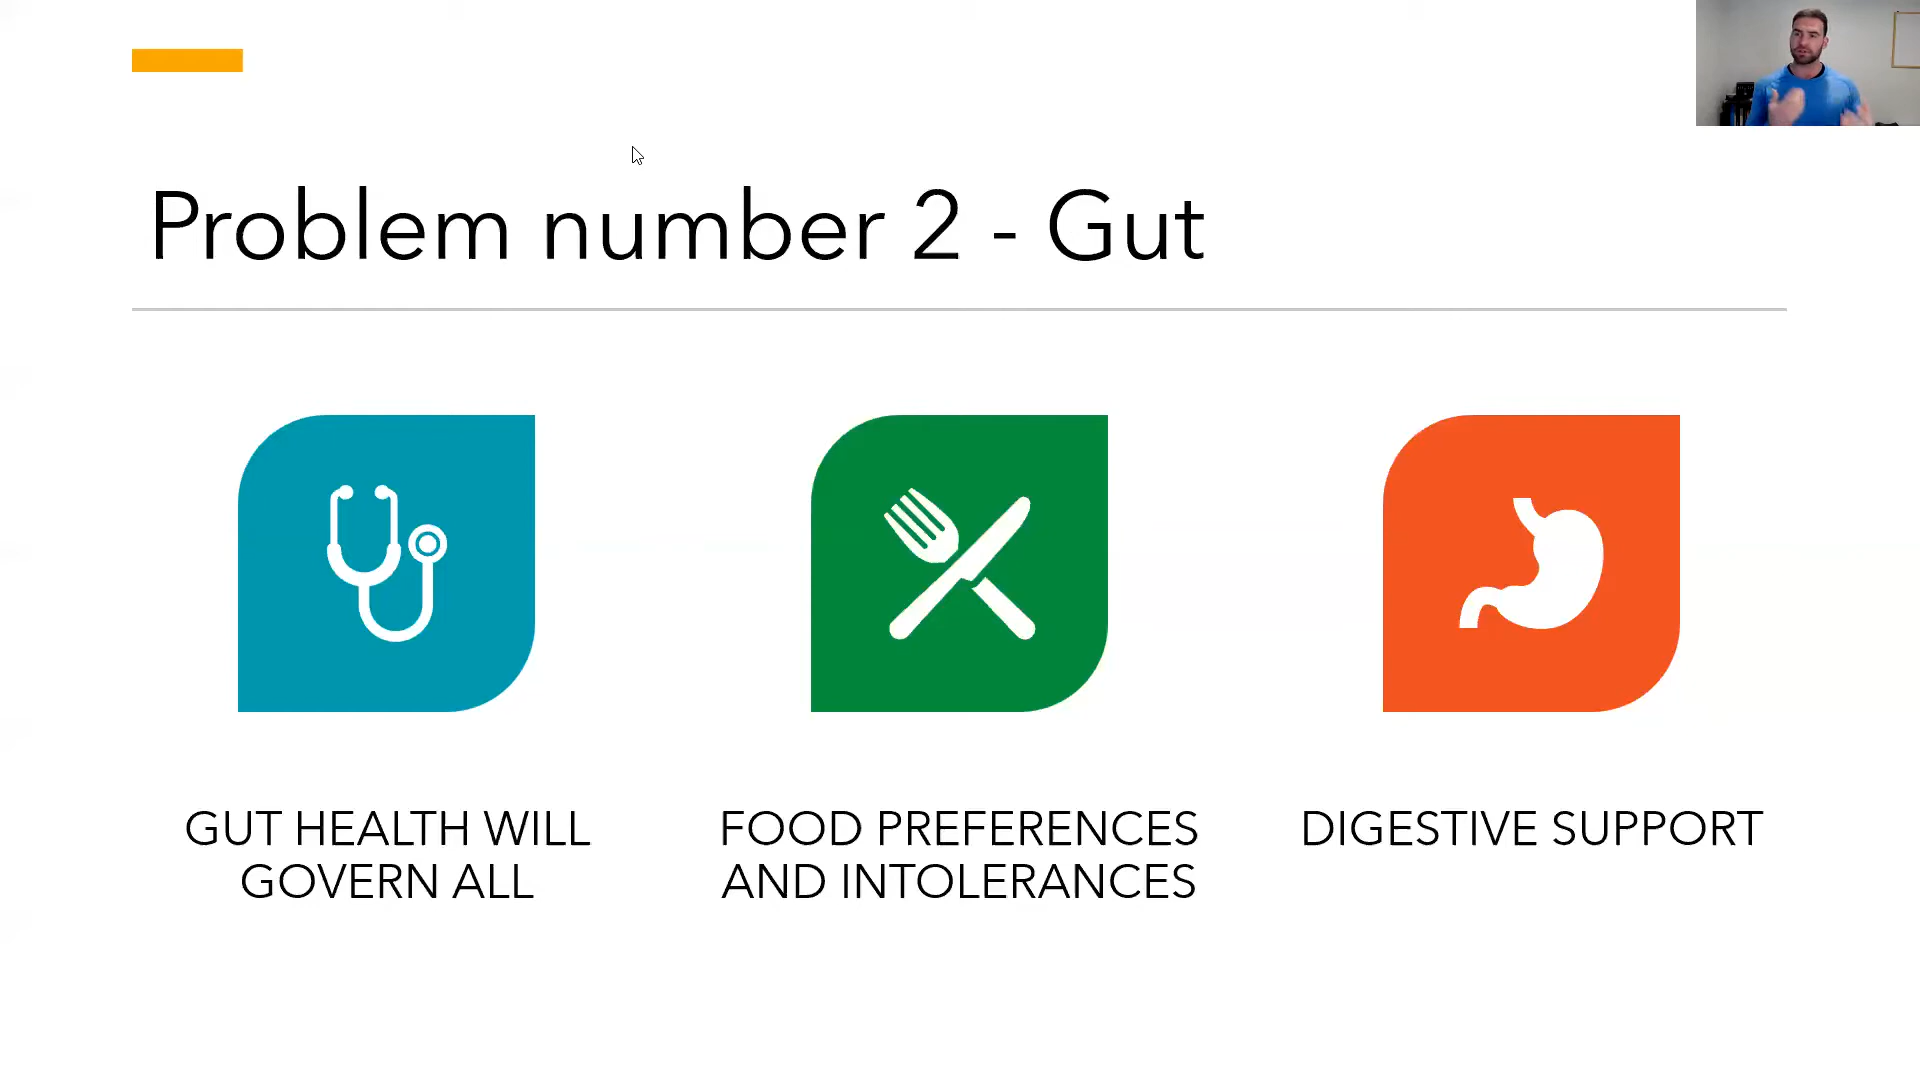 Problem number 2 - Gut
GUT HEALTH WILL
GOVERN ALL
FOOD PREFERENCES
AND INTOLERANCES
DIGESTIVE SUPPORT